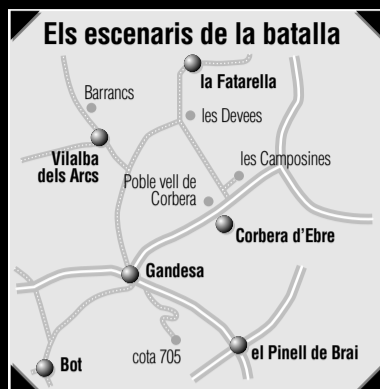 Els escenaris de la batalla
la Fatarella
Barrancs
les Devees
Vilalba
dels Arcs
les Camposines
Poble vell de
Corbera
Corbera d'Ebre
Gandesa
cota 705
el Pinell de Brai
Bot